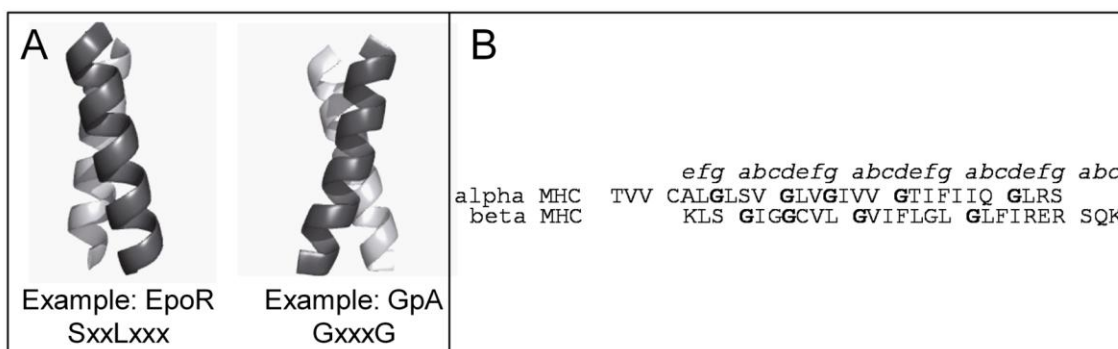 A
Example: EpoR
SxxLxxx
Example: GpA
GxxxG
B
efg abcdefg abcdefg abcdefg abc
alpha MHC TVV CALGLSV GLVGIVV GTIFIIQ GLRS
beta MHC KLS GIGGCVL GVIFLGL GLFIRER SQK